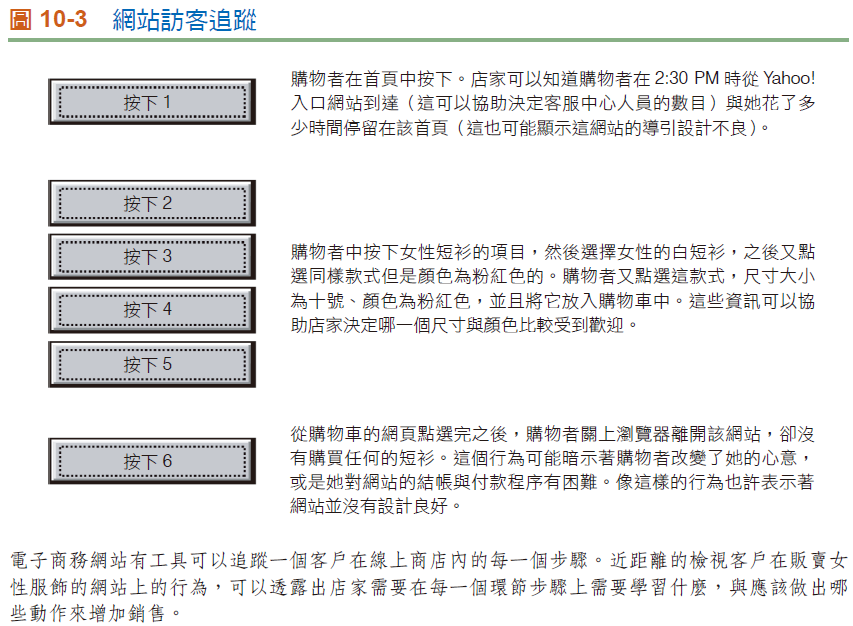 圖 10-3 網站訪客追蹤
按下 1
購物者在首頁中按下。店家可以知道購物者在 2:30 PM 時從 Yahoo!
入口網站到達（這可以協助決定客服中心人員的數目）與她花了多
少時間停留在該首頁（這也可能顯示這網站的導引設計不良）。
按下 2
按下 3
按下 4
按下 5
購物者中按下女性短衫的項目，然後選擇女性的白短衫，之後又點
選同樣款式但是顏色為粉紅色的。購物者又點選這款式，尺寸大小
為十號、顏色為粉紅色，並且將它放入購物車中。這些資訊可以協
助店家決定哪一個尺寸與顏色比較受到歡迎。
按下 6
從購物車的網頁點選完之後，購物者關上瀏覽器離開該網站，卻沒
有購買任何的短衫。這個行為可能暗示著購物者改變了她的心意，
或是她對網站的結帳與付款程序有困難。像這樣的行為也許表示著
網站並沒有設計良好。
電子商務網站有工具可以追蹤一個客戶在線上商店內的每一個步驟。近距離的檢視客戶在販賣女
性服飾的網站上的行為，可以透露出店家需要在每一個環節步驟上需要學習什麼，與應該做出哪
些動作來增加銷售。